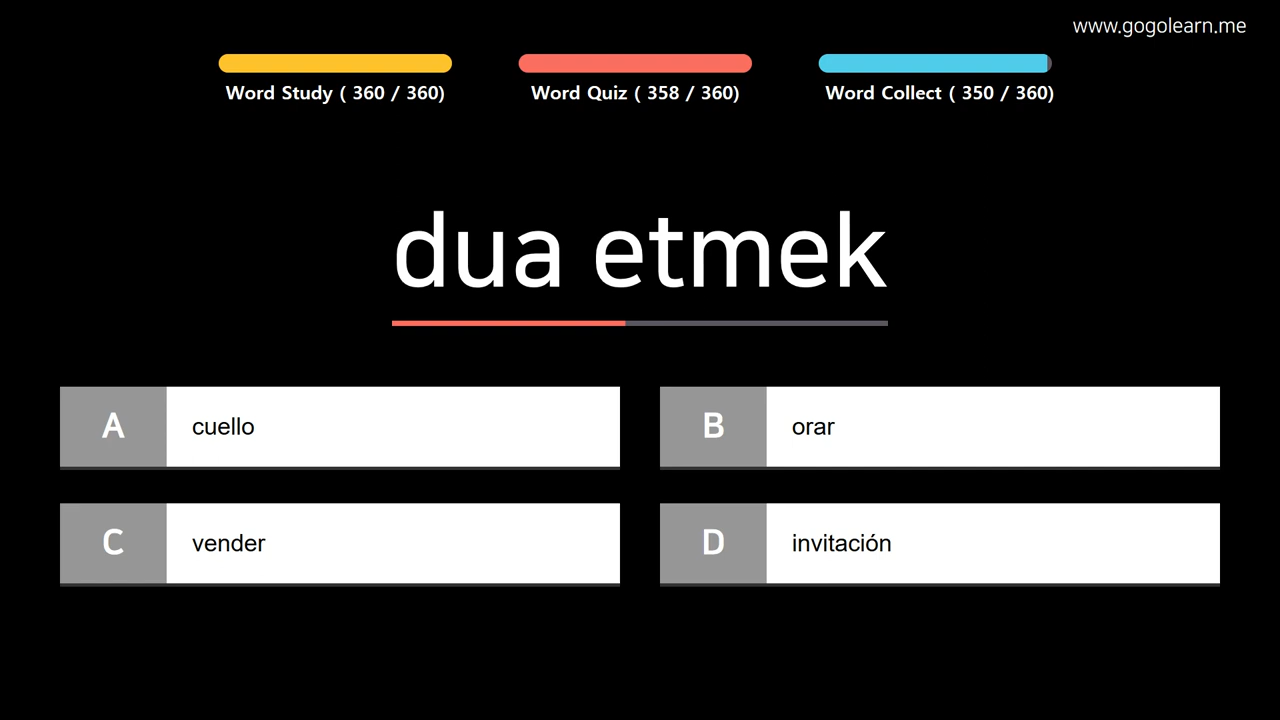 www.gogolearn.me
Word Study ( 360 / 360)
Word Quiz ( 358 / 360)
Word Collect ( 350 / 360)
dua etmek
A cuello
B orar
C vender
D invitación